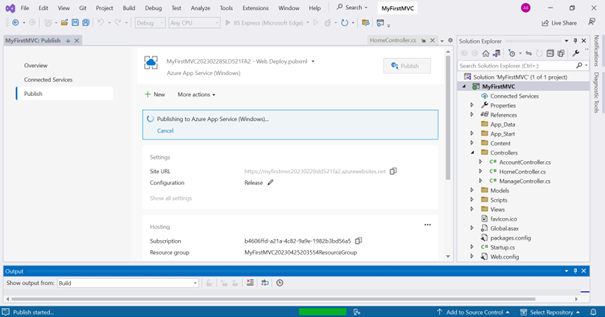 File Edit View Git Project Build Debug Test Analyze Tools Extensions Window Help Search MyFirstMVC
Debug Any CPU IIS Express (Microsoft Edge) Live Share
MyFirstMVC: Publish HomeController.cs
Overview
Connected Services
Publish
MyFirstMVC20230228SLD521FA2 - Web Deploy.pubxml
Azure App Service (Windows)
Publish
New More actions
Publishing to Azure App Service (Windows)...
Cancel
Settings
Site URL https://myfirstmvc20230228dd521fa2.azurewebsites.net
Configuration Release
Show all settings
Hosting
Subscription b4606ffd-a21a-4c82-9a9e-1982b3bd56a5
Resource group MyFirstMVC20230425203554ResourceGroup
Solution Explorer
Search Solution Explorer (Ctrl+;)
Solution 'MyFirstMVC' (1 of 1 project)
MyFirstMVC
Connected Services
Properties
References
App_Data
App_Start
Content
Controllers
C# AccountController.cs
C# HomeController.cs
C# ManageController.cs
Models
Scripts
Views
favicon.ico
Global.asax
packages.config
C# Startup.cs
Web.config
Notifications
Diagnostic Tools
Output
Show output from: Build
Publish started... Add to Source Control Select Repository